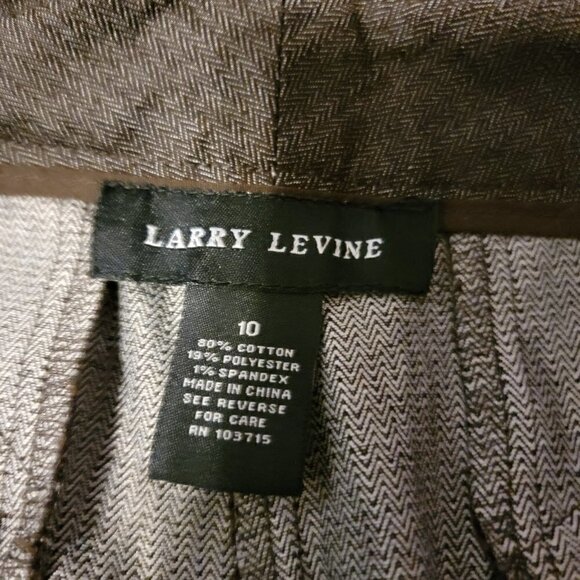 LARRY LEVINE
10
80% COTTON
19% POLYESTER
1% SPANDEX
MADE IN CHINA
SEE REVERSE
FOR CARE
RN 103715